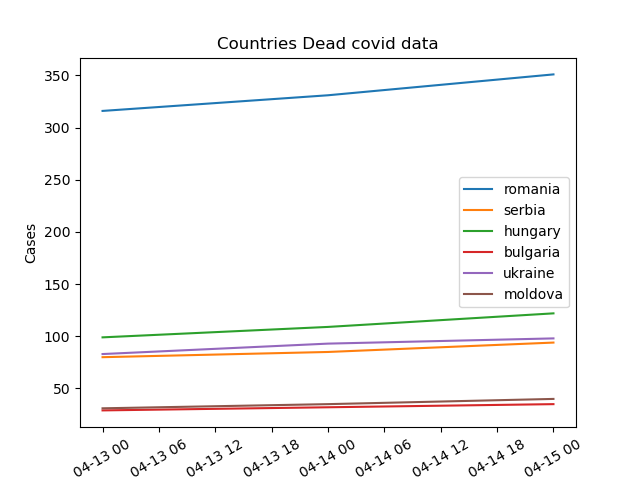 Countries Dead covid data
Cases
350
300
250
200
150
100
50
romania
serbia
hungary
bulgaria
ukraine
moldova
04-13 00
04-13 06
04-13 12
04-13 18
04-14 00
04-14 06
04-14 12
04-14 18
04-15 00